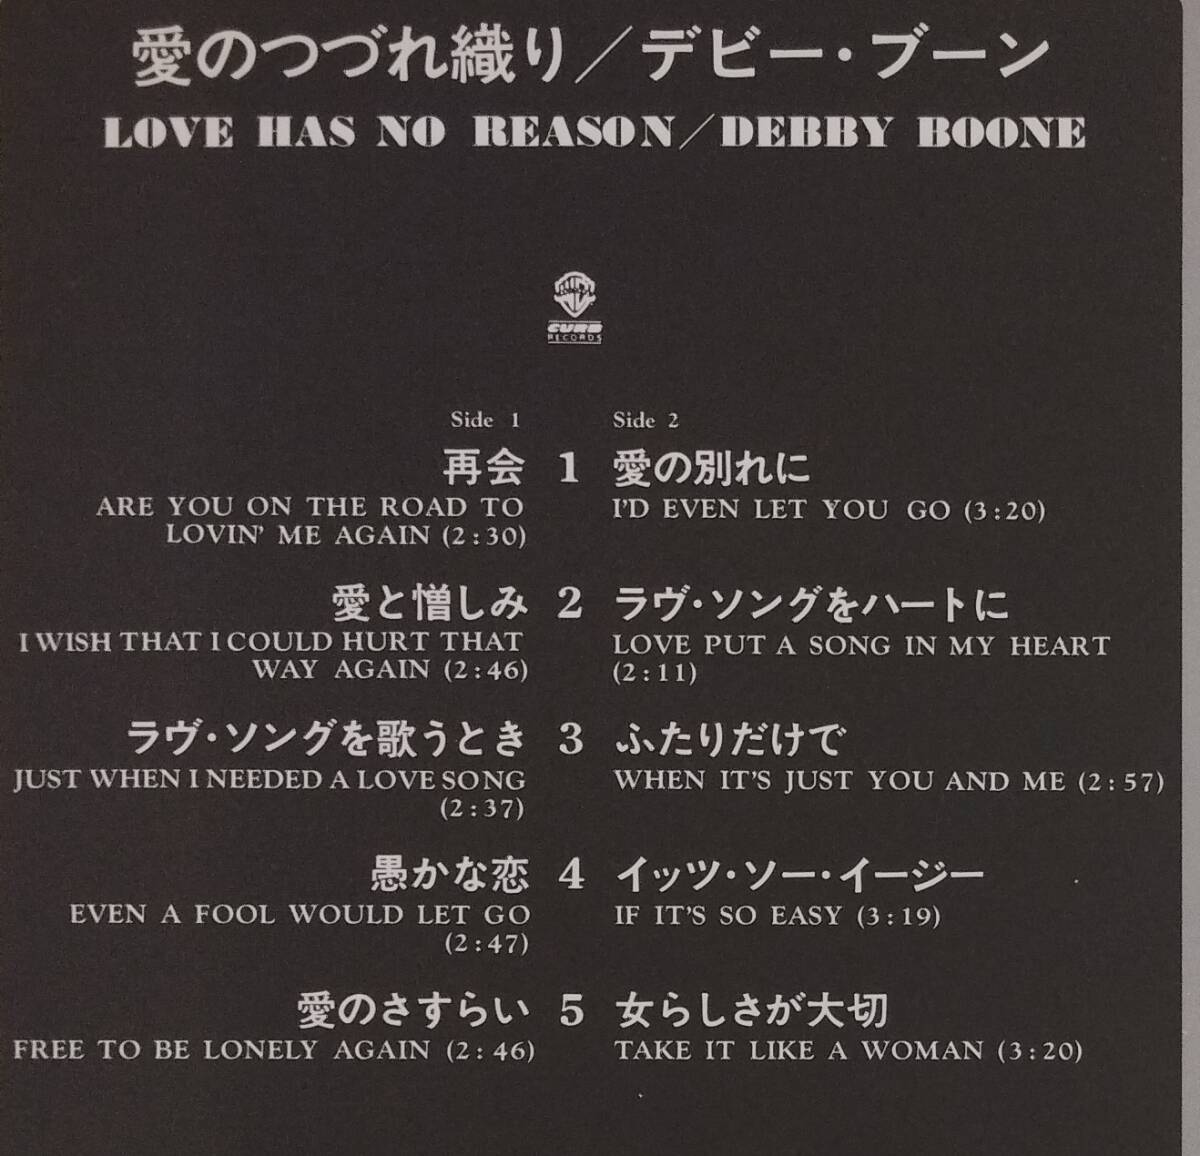 愛のつづれ織り／デビー・ブーン
LOVE HAS NO REASON／DEBBY BOONE
CURB
RECORDS
Side 1
再会
ARE YOU ON THE ROAD TO
LOVIN' ME AGAIN (2:30)
愛と憎しみ
I WISH THAT I COULD HURT THAT
WAY AGAIN (2:46)
ラヴ・ソングを歌うとき
JUST WHEN I NEEDED A LOVE SONG
(2:37)
愚かな恋
EVEN A FOOL WOULD LET GO
(2:47)
愛のさすらい
FREE TO BE LONELY AGAIN (2:46)
1
2
3
4
5
Side 2
愛の別れに
I'D EVEN LET YOU GO (3:20)
ラヴ・ソングをハートに
LOVE PUT A SONG IN MY HEART
(2:11)
ふたりだけで
WHEN IT'S JUST YOU AND ME (2:57)
イッツ・ソー・イージー
IF IT'S SO EASY (3:19)
女らしさが大切
TAKE IT LIKE A WOMAN (3:20)